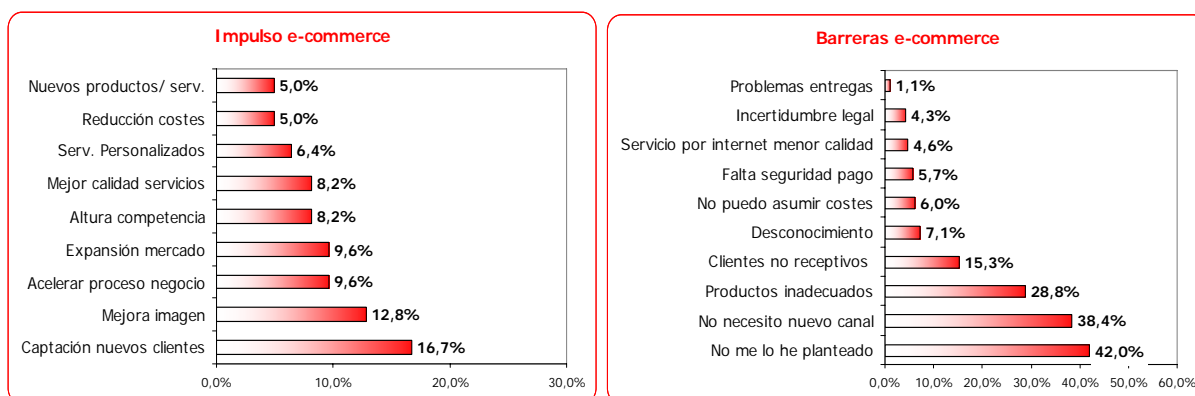 Impulso e-commerce
Nuevos productos/ serv. 5,0%
Reducción costes 5,0%
Serv. Personalizados 6,4%
Mejor calidad servicios 8,2%
Altura competencia 8,2%
Expansión mercado 9,6%
Acelerar proceso negocio 9,6%
Mejora imagen 12,8%
Captación nuevos clientes 16,7%
0,0% 10,0% 20,0% 30,0%
Barreras e-commerce
Problemas entregas 1,1%
Incertidumbre legal 4,3%
Servicio por internet menor calidad 4,6%
Falta seguridad pago 5,7%
No puedo asumir costes 6,0%
Desconocimiento 7,1%
Clientes no receptivos 15,3%
Productos inadecuados 28,8%
No necesito nuevo canal 38,4%
No me lo he planteado 42,0%
0,0% 10,0% 20,0% 30,0% 40,0% 50,0% 60,0%